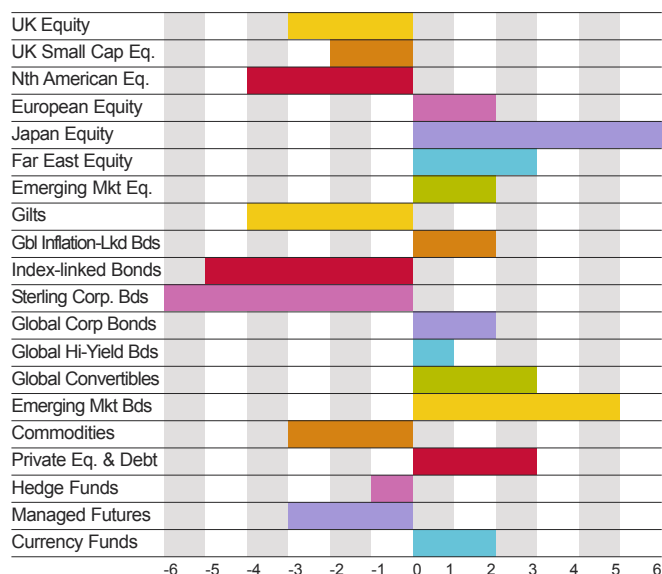 UK Equity
UK Small Cap Eq.
Nth American Eq.
European Equity
Japan Equity
Far East Equity
Emerging Mkt Eq.
Gilts
Gbl Inflation-Lkd Bds
Index-linked Bonds
Sterling Corp. Bds
Global Corp Bonds
Global Hi-Yield Bds
Global Convertibles
Emerging Mkt Bds
Commodities
Private Eq. & Debt
Hedge Funds
Managed Futures
Currency Funds
-6 -5 -4 -3 -2 -1 0 1 2 3 4 5 6